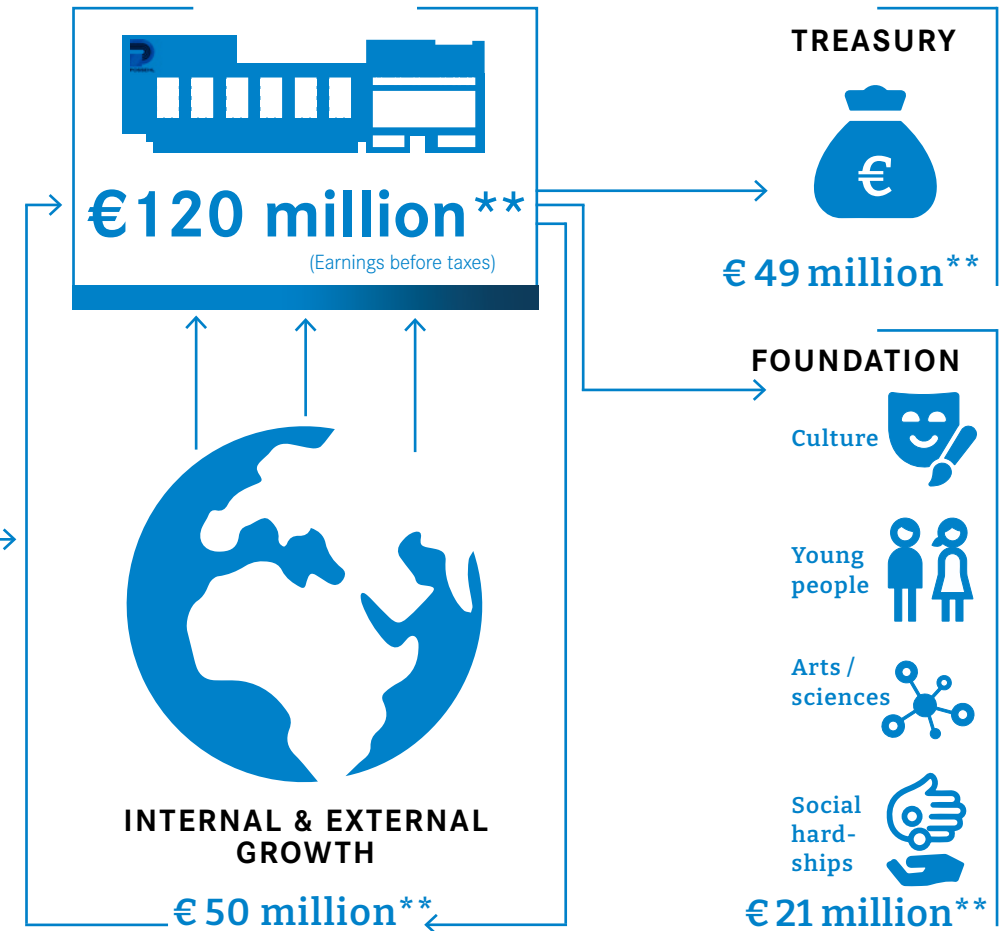 €120 million**
(Earnings before taxes)
TREASURY
€
€ 49 million**
FOUNDATION
Culture
Young
people
Arts /
sciences
Social
hard-
ships
€ 21 million**
INTERNAL & EXTERNAL
GROWTH
€ 50 million**